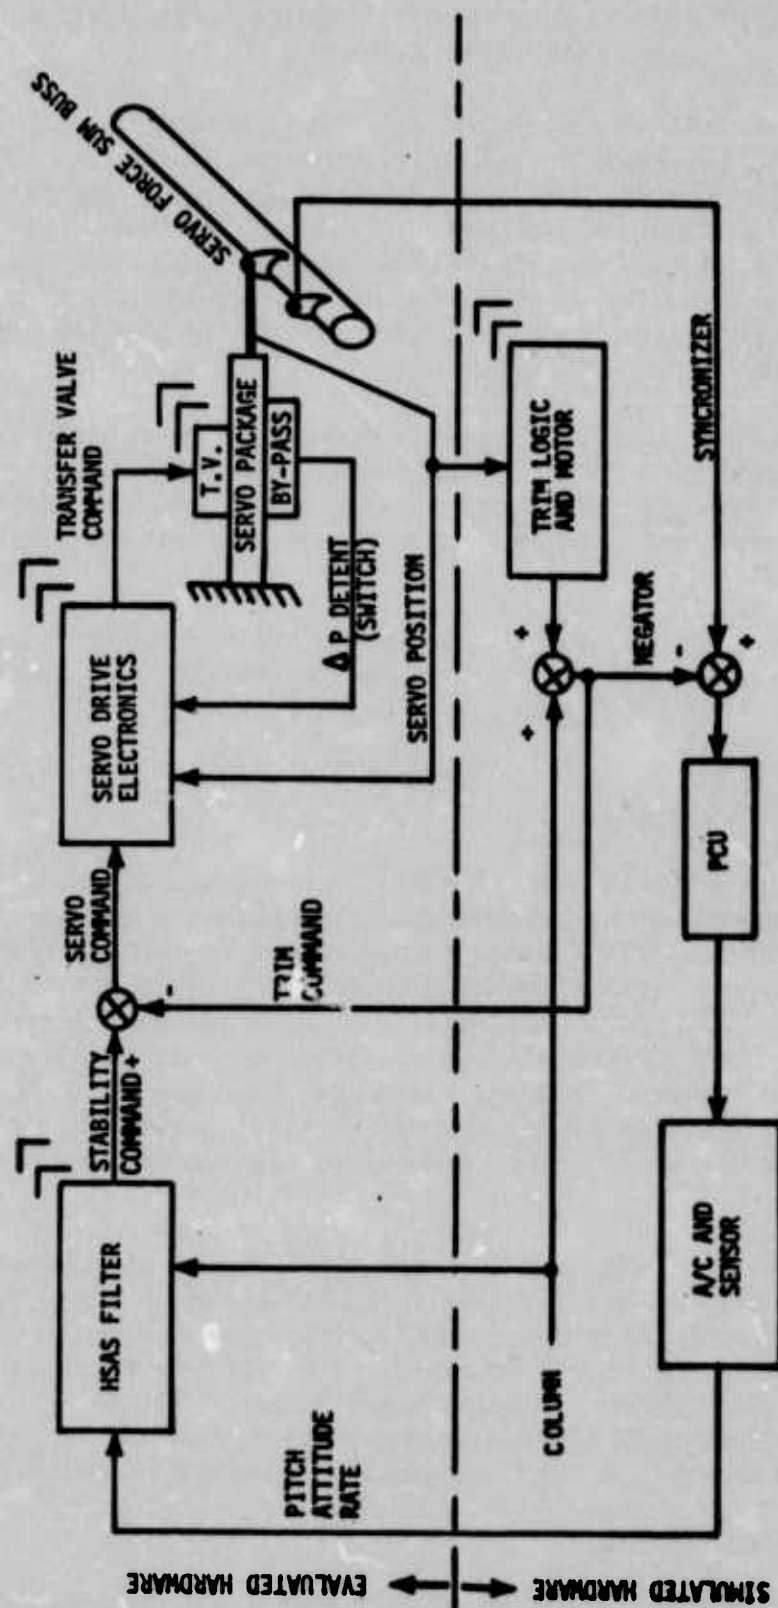 SERVO FORCE SUM BUSS
TRANSFER VALVE
COMMAND
T.V.
SERVO PACKAGE
BY-PASS
SERVO DRIVE
ELECTRONICS
Δ P DETENT
(SWITCH)
SERVO POSITION
SERVO
COMMAND
-
TRIM
COMMAND
STABILITY
COMMAND +
HSAS FILTER
PITCH
ATTITUDE
RATE
EVALUATED HARDWARE
SIMULATED HARDWARE
COLUMN
TRIM LOGIC
AND MOTOR
+
+
NEGATOR
-
+
SYNCRONIZER
PCU
A/C AND
SENSOR